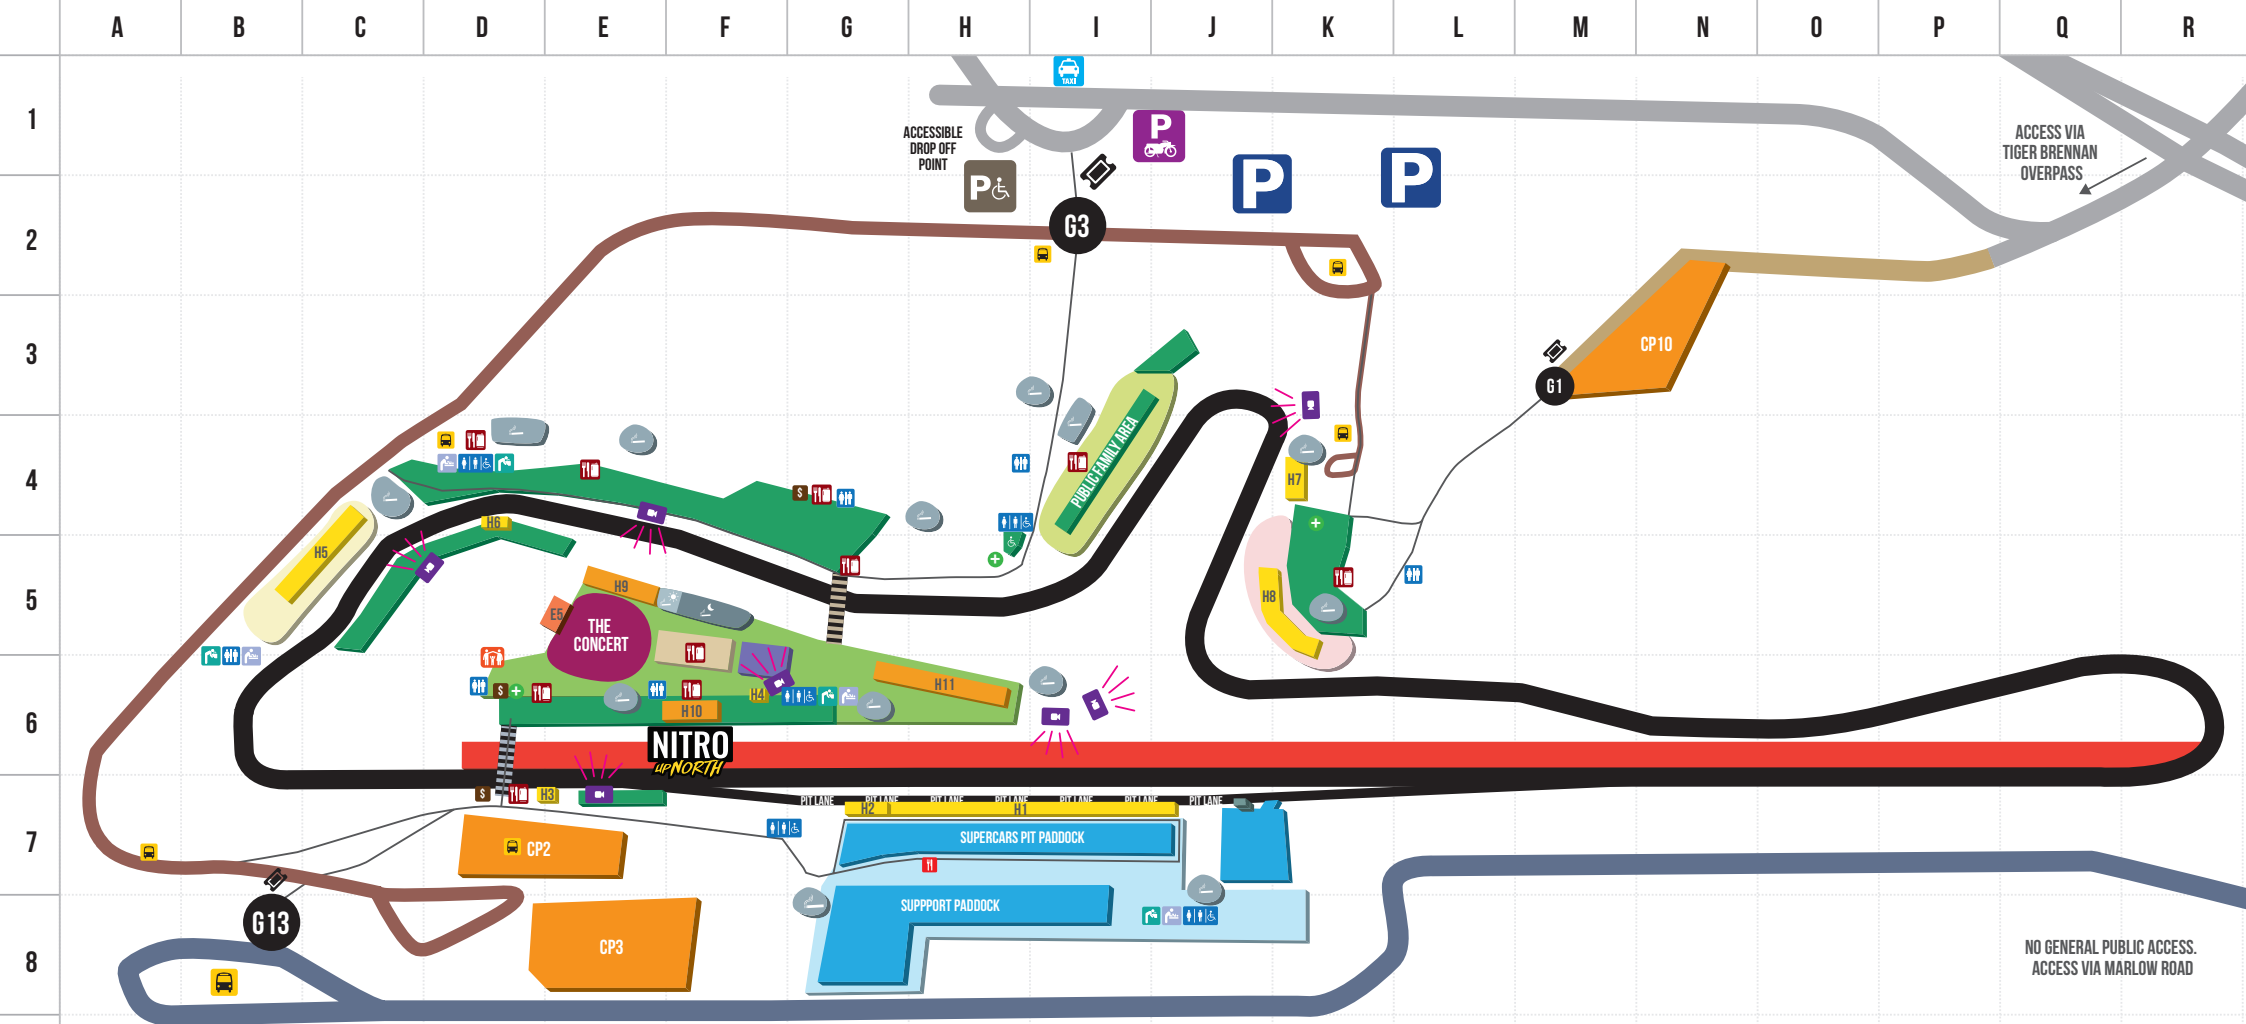 A B C D E F G H I J K L M N O P Q R
1
2
3
4
5
6
7
8
TAXI
ACCESSIBLE
DROP OFF
POINT
P
P
P
P
ACCESS VIA
TIGER BRENNAN
OVERPASS
G3
CP10
G1
PUBLIC FAMILY AREA
H7
H6
H5
H9
E5
THE
CONCERT
H8
H4
H11
H10
$
$
NITRO
UP NORTH
$
H3
PIT LANE PIT LANE PIT LANE PIT LANE PIT LANE PIT LANE PIT LANE
H2
H1
CP2
SUPERCARS PIT PADDOCK
G13
SUPPPORT PADDOCK
CP3
NO GENERAL PUBLIC ACCESS.
ACCESS VIA MARLOW ROAD